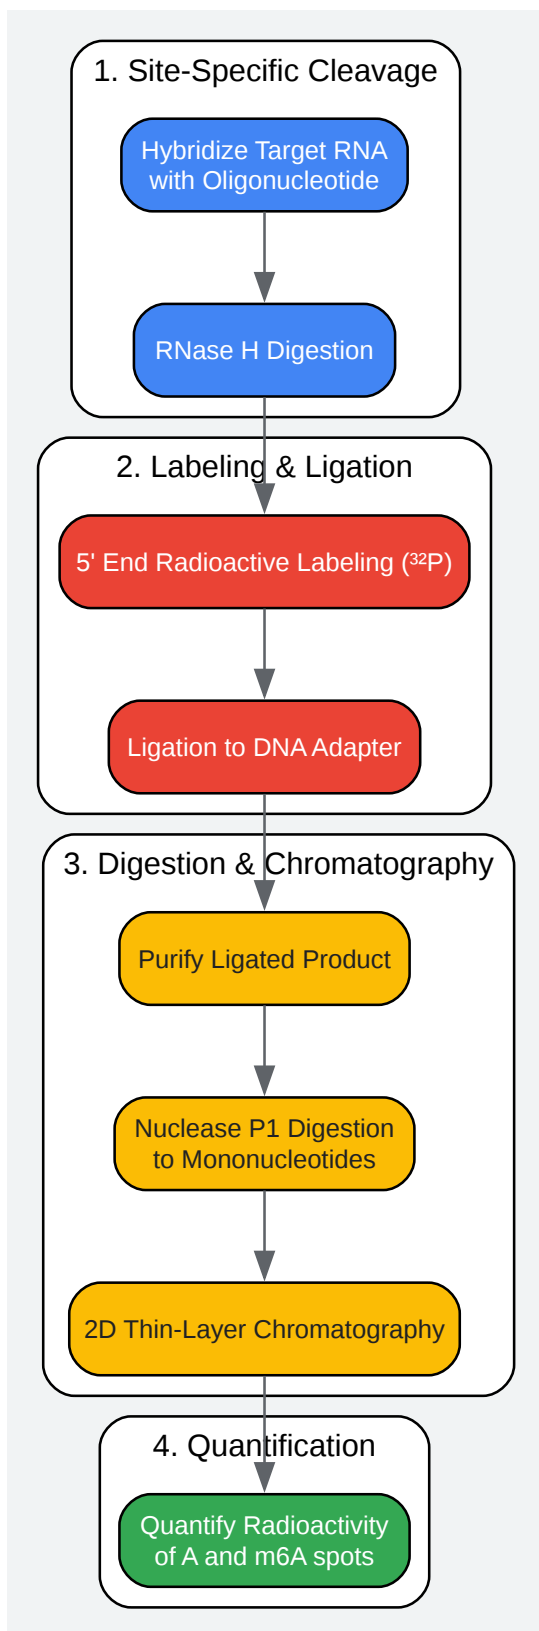 1. Site-Specific Cleavage
Hybridize Target RNA
with Oligonucleotide
RNase H Digestion
2. Labeling & Ligation
5' End Radioactive Labeling (³²P)
Ligation to DNA Adapter
3. Digestion & Chromatography
Purify Ligated Product
Nuclease P1 Digestion
to Mononucleotides
2D Thin-Layer Chromatography
4. Quantification
Quantify Radioactivity
of A and m6A spots